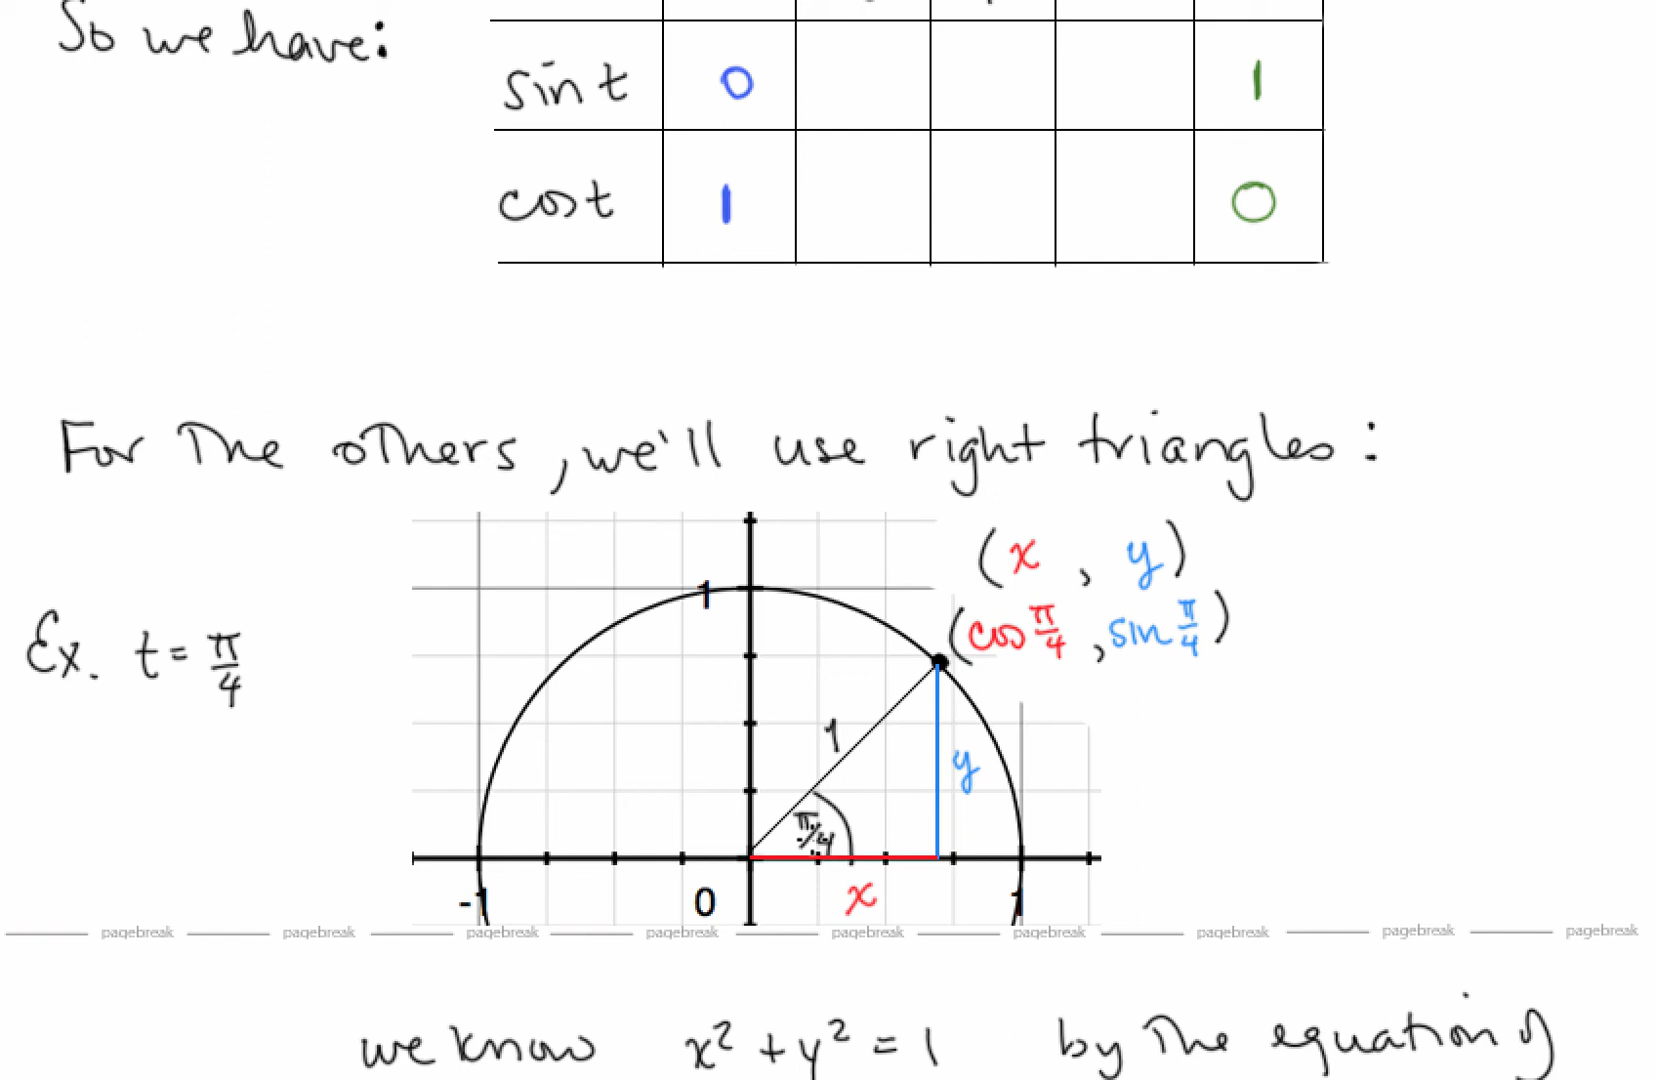 So we have:
sin t 0 1
cos t 1 0
For the others, we'll use right triangles:
(x, y)
1
(cos π/4, sin π/4)
Ex. t = π/4
1
y
π/4
-1 0 x 1
pagebreak pagebreak pagebreak pagebreak pagebreak pagebreak pagebreak pagebreak pagebreak
we know x² + y² = 1 by the equation of